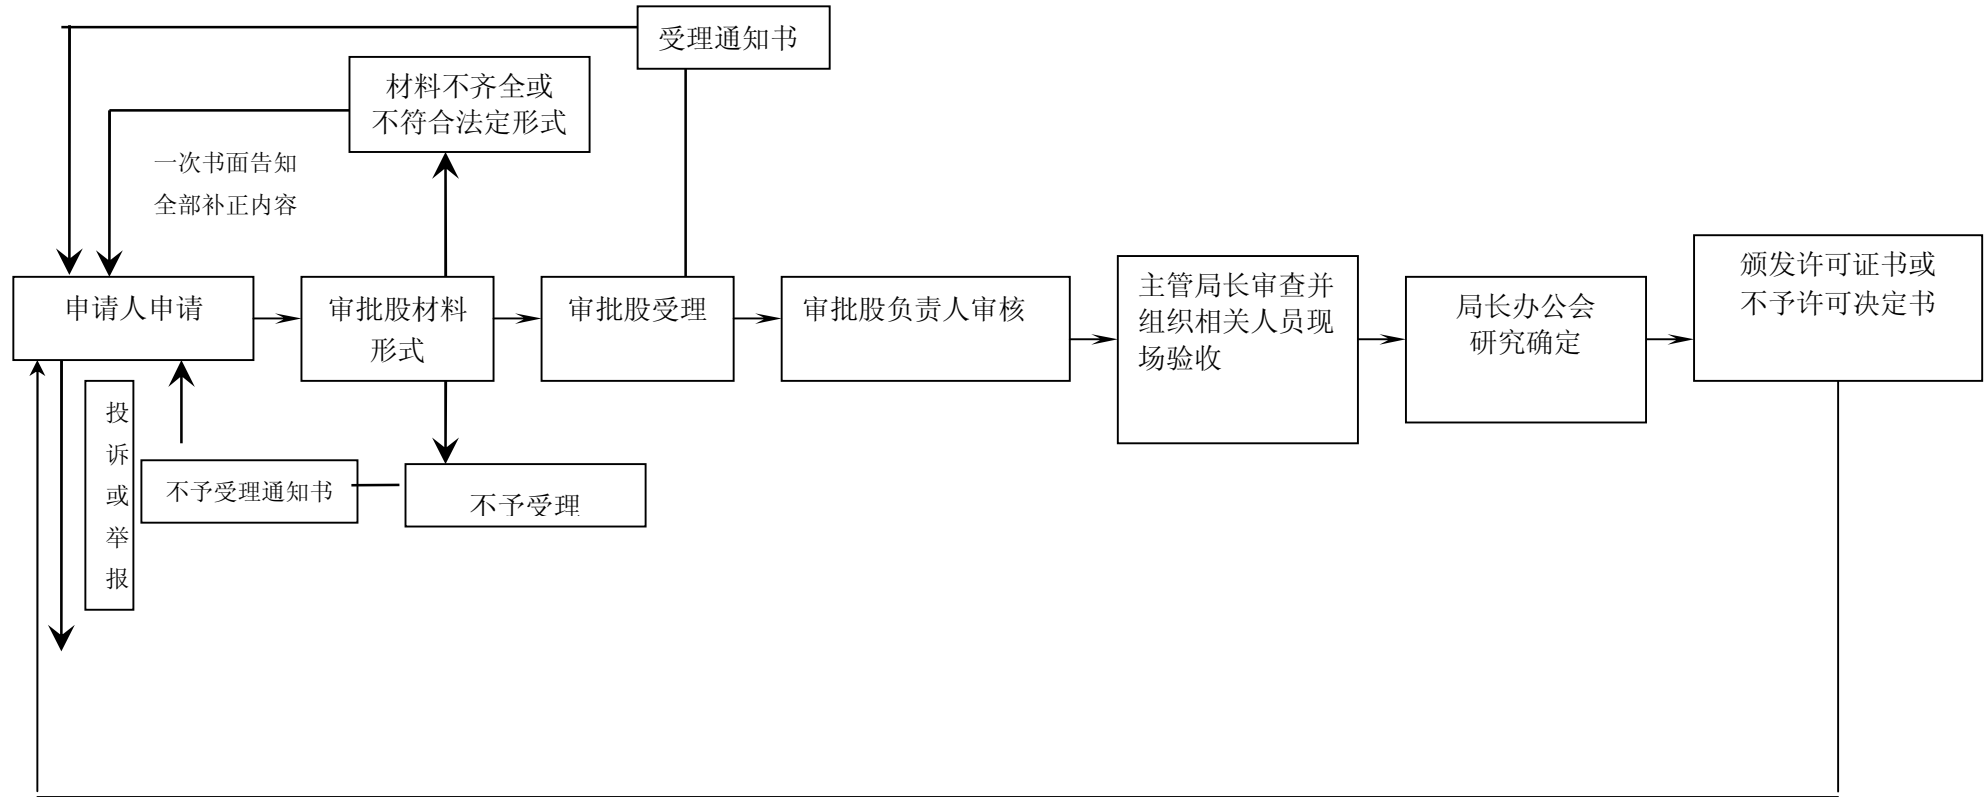 受理通知书
材料不齐全或
不符合法定形式
一次书面告知
全部补正内容
申请人申请
审批股材料
形式
审批股受理
审批股负责人审核
主管局长审查并
组织相关人员现
场验收
局长办公会
研究确定
颁发许可证书或
不予许可决定书
投
诉
或
举
报
不予受理通知书
不予受理